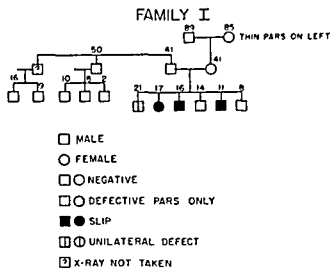 FAMILY I
89 85 THIN PARS ON LEFT
50 41 41
16 ? 10 8 2 21 17 16 14 11 8
□ MALE
○ FEMALE
□○ NEGATIVE
□○ DEFECTIVE PARS ONLY
■● SLIP
UNILATERAL DEFECT
? X-RAY NOT TAKEN